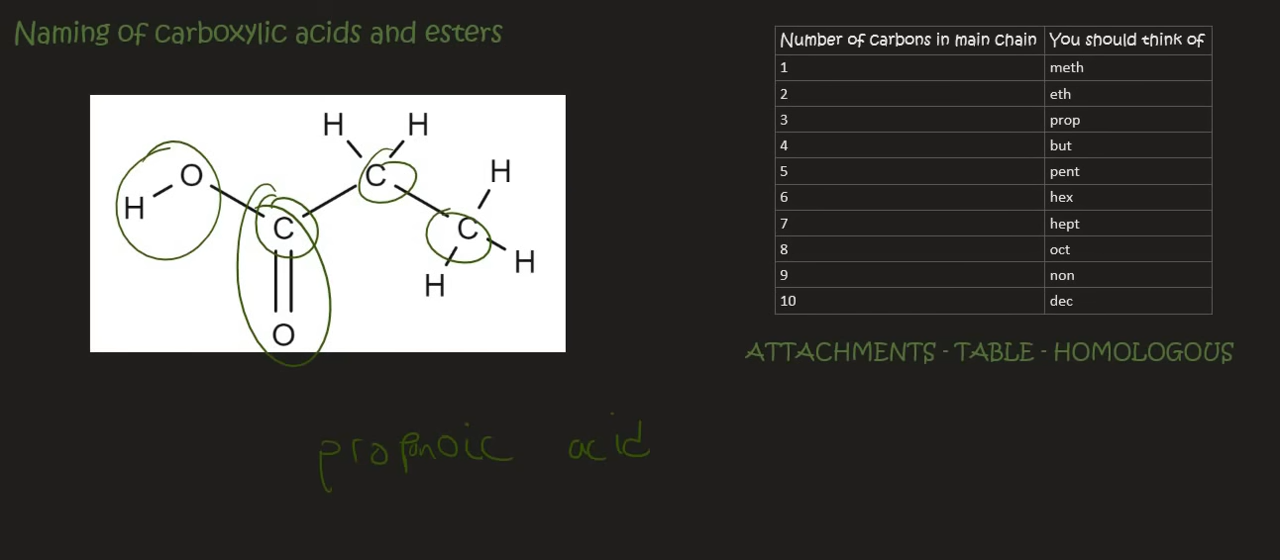 Naming of carboxylic acids and esters
Number of carbons in main chain You should think of
1 meth
2 eth
3 prop
4 but
5 pent
6 hex
7 hept
8 oct
9 non
10 dec
ATTACHMENTS - TABLE - HOMOLOGOUS
H H
O C H
H C C
H H
O
propanoic acid